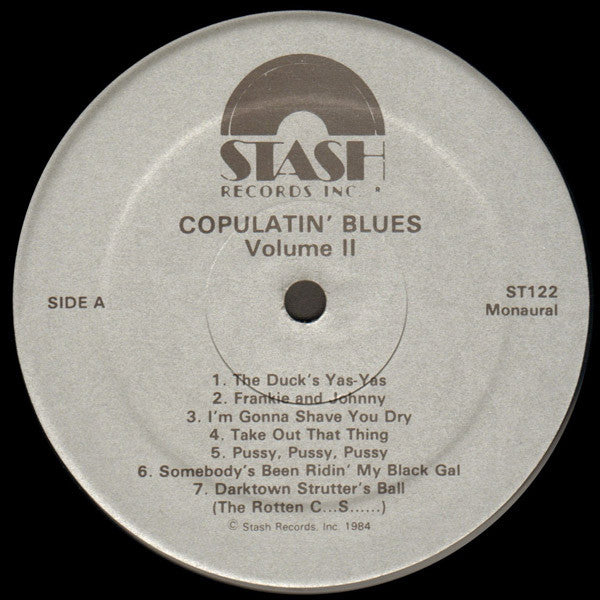 STASH
RECORDS INC. ®
COPULATIN' BLUES
Volume II
SIDE A
ST122
Monaural
1. The Duck's Yas-Yas
2. Frankie and Johnny
3. I'm Gonna Shave You Dry
4. Take Out That Thing
5. Pussy, Pussy, Pussy
6. Somebody's Been Ridin' My Black Gal
7. Darktown Strutter's Ball
(The Rotten C...S......)
© Stash Records, Inc. 1984